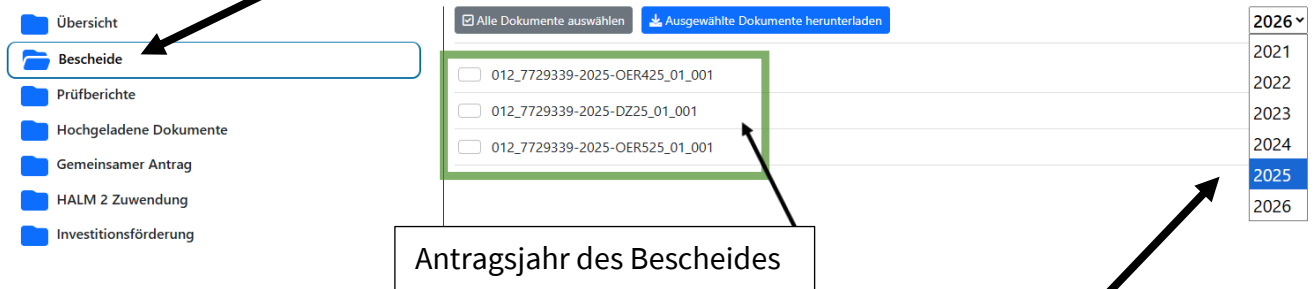 Übersicht
Bescheide
Prüfberichte
Hochgeladene Dokumente
Gemeinsamer Antrag
HALM 2 Zuwendung
Investitionsförderung
Alle Dokumente auswählen
Ausgewählte Dokumente herunterladen
012_7729339-2025-OER425_01_001
012_7729339-2025-DZ25_01_001
012_7729339-2025-OER525_01_001
Antragsjahr des Bescheides
2026
2021
2022
2023
2024
2025
2026